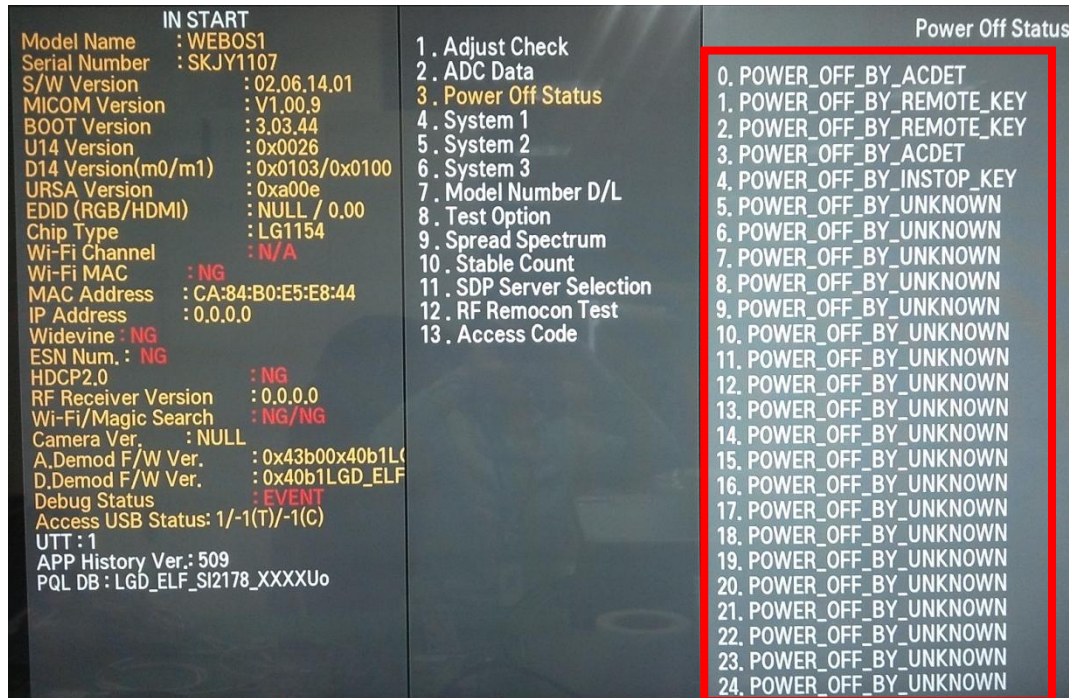 IN START
Model Name : WEBOS1
Serial Number : SKJY1107
S/W Version : 02.06.14.01
MICOM Version : V1.00.9
BOOT Version : 3.03.44
U14 Version : 0x0026
D14 Version(m0/m1) : 0x0103/0x0100
URSA Version : 0xa00e
EDID (RGB/HDMI) : NULL / 0.00
Chip Type : LG1154
Wi-Fi Channel : N/A
Wi-Fi MAC : NG
MAC Address : CA:84:B0:E5:E8:44
IP Address : 0.0.0.0
Widevine : NG
ESN Num. : NG
HDCP2.0 : NG
RF Receiver Version : 0.0.0.0
Wi-Fi/Magic Search : NG/NG
Camera Ver. : NULL
A.Demod F/W Ver. : 0x43b00x40b1L
D.Demod F/W Ver. : 0x40b1LGD_ELF
Debug Status : EVENT
Access USB Status: 1/-1(T)/-1(C)
UTT : 1
APP History Ver.: 509
PQL DB : LGD_ELF_SI2178_XXXXUo
1 . Adjust Check
2 . ADC Data
3 . Power Off Status
4 . System 1
5 . System 2
6 . System 3
7 . Model Number D/L
8 . Test Option
9 . Spread Spectrum
10 . Stable Count
11 . SDP Server Selection
12 . RF Remocon Test
13 . Access Code
Power Off Status
0. POWER_OFF_BY_ACDET
1. POWER_OFF_BY_REMOTE_KEY
2. POWER_OFF_BY_REMOTE_KEY
3. POWER_OFF_BY_ACDET
4. POWER_OFF_BY_INSTOP_KEY
5. POWER_OFF_BY_UNKNOWN
6. POWER_OFF_BY_UNKNOWN
7. POWER_OFF_BY_UNKNOWN
8. POWER_OFF_BY_UNKNOWN
9. POWER_OFF_BY_UNKNOWN
10. POWER_OFF_BY_UNKNOWN
11. POWER_OFF_BY_UNKNOWN
12. POWER_OFF_BY_UNKNOWN
13. POWER_OFF_BY_UNKNOWN
14. POWER_OFF_BY_UNKNOWN
15. POWER_OFF_BY_UNKNOWN
16. POWER_OFF_BY_UNKNOWN
17. POWER_OFF_BY_UNKNOWN
18. POWER_OFF_BY_UNKNOWN
19. POWER_OFF_BY_UNKNOWN
20. POWER_OFF_BY_UNKNOWN
21. POWER_OFF_BY_UNKNOWN
22. POWER_OFF_BY_UNKNOWN
23. POWER_OFF_BY_UNKNOWN
24. POWER_OFF_BY_UNKNOWN